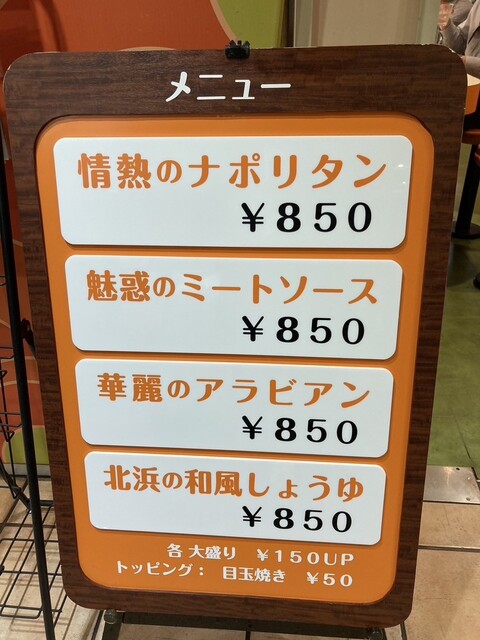 メニュー
情熱のナポリタン
￥850
魅惑のミートソース
￥850
華麗のアラビアン
￥850
北浜の和風しょうゆ
￥850
各 大盛り ￥150UP
トッピング： 目玉焼き ￥50